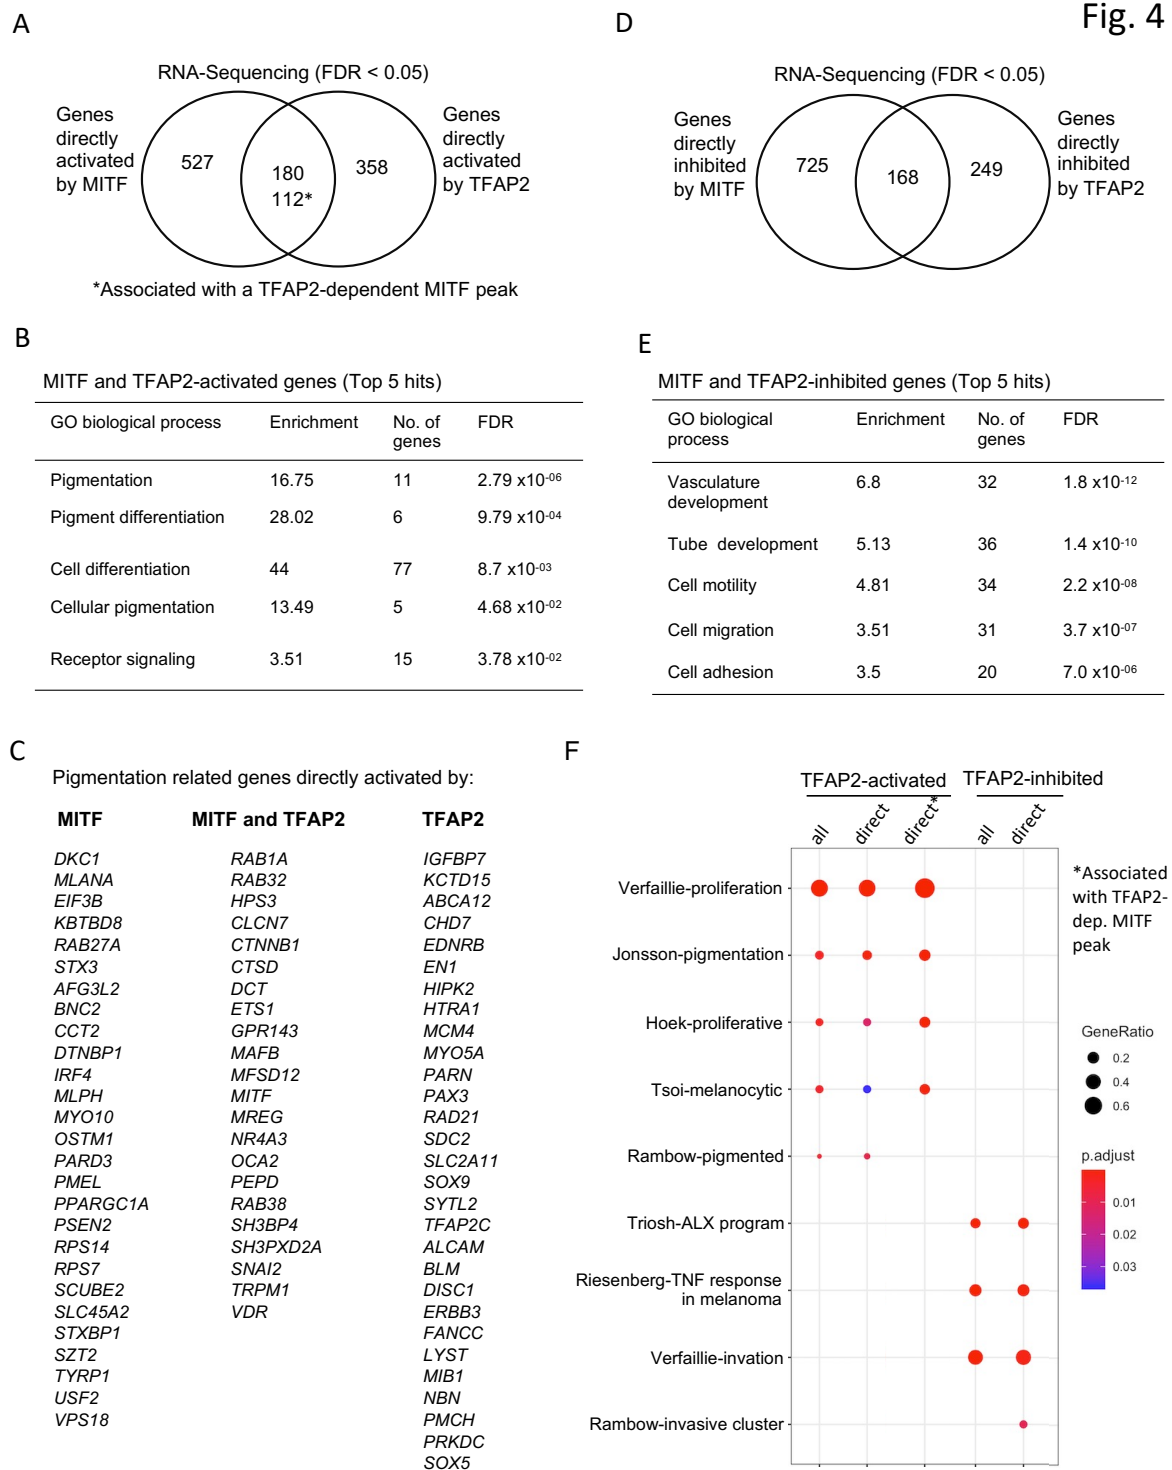 Fig. 4
A
RNA-Sequencing (FDR < 0.05)
Genes
directly
activated
by MITF
527
180
112*
358
Genes
directly
activated
by TFAP2
*Associated with a TFAP2-dependent MITF peak
B
MITF and TFAP2-activated genes (Top 5 hits)
GO biological process Enrichment No. of genes FDR
Pigmentation 16.75 11 2.79 x10-06
Pigment differentiation 28.02 6 9.79 x10-04
Cell differentiation 44 77 8.7 x10-03
Cellular pigmentation 13.49 5 4.68 x10-02
Receptor signaling 3.51 15 3.78 x10-02
C
Pigmentation related genes directly activated by:
MITF
DKC1
MLANA
EIF3B
KBTBD8
RAB27A
STX3
AFG3L2
BNC2
CCT2
DTNBP1
IRF4
MLPH
MYO10
OSTM1
PARD3
PMEL
PPARGC1A
PSEN2
RPS14
RPS7
SCUBE2
SLC45A2
STXBP1
SZT2
TYRP1
USF2
VPS18
MITF and TFAP2
RAB1A
RAB32
HPS3
CLCN7
CTNNB1
CTSD
DCT
ETS1
GPR143
MAFB
MFSD12
MITF
MREG
NR4A3
OCA2
PEPD
RAB38
SH3BP4
SH3PXD2A
SNAI2
TRPM1
VDR
TFAP2
IGFBP7
KCTD15
ABCA12
CHD7
EDNRB
EN1
HIPK2
HTRA1
MCM4
MYO5A
PARN
PAX3
RAD21
SDC2
SLC2A11
SOX9
SYTL2
TFAP2C
ALCAM
BLM
DISC1
ERBB3
FANCC
LYST
MIB1
NBN
PMCH
PRKDC
SOX5
D
RNA-Sequencing (FDR < 0.05)
Genes
directly
inhibited
by MITF
725
168
249
Genes
directly
inhibited
by TFAP2
E
MITF and TFAP2-inhibited genes (Top 5 hits)
GO biological process Enrichment No. of genes FDR
Vasculature development 6.8 32 1.8 x10-12
Tube development 5.13 36 1.4 x10-10
Cell motility 4.81 34 2.2 x10-08
Cell migration 3.51 31 3.7 x10-07
Cell adhesion 3.5 20 7.0 x10-06
F
TFAP2-activated TFAP2-inhibited
all direct direct* all direct
Verfaillie-proliferation
Jonsson-pigmentation
Hoek-proliferative
Tsoi-melanocytic
Rambow-pigmented
Triosh-ALX program
Riesenberg-TNF response
in melanoma
Verfaillie-invation
Rambow-invasive cluster
*Associated
with TFAP2-
dep. MITF
peak
GeneRatio
0.2
0.4
0.6
p.adjust
0.01
0.02
0.03